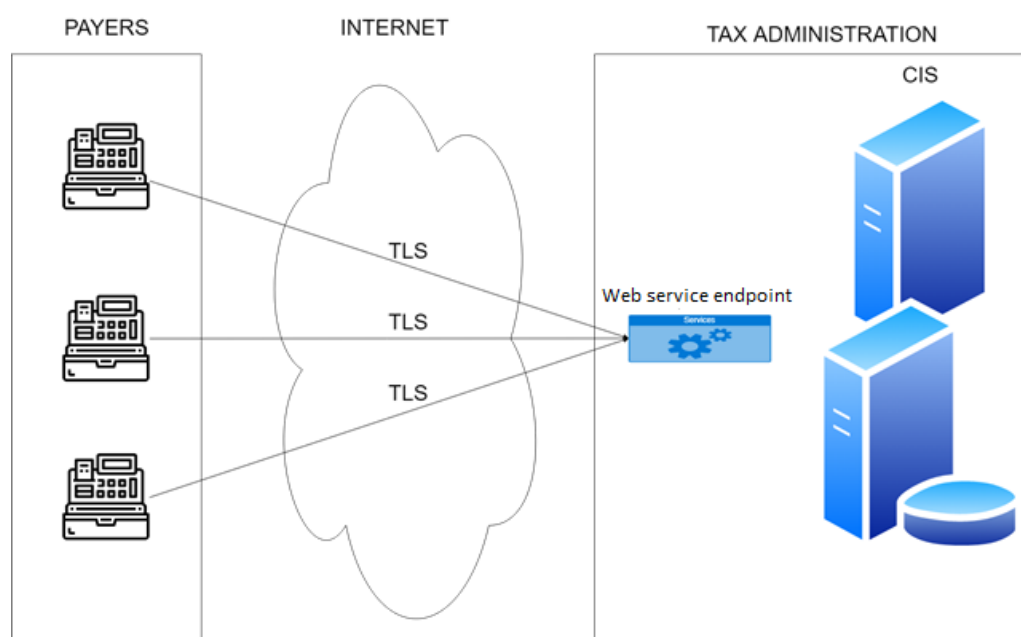 PAYERS
INTERNET
TAX ADMINISTRATION
CIS
TLS
Web service endpoint
Services
TLS
TLS